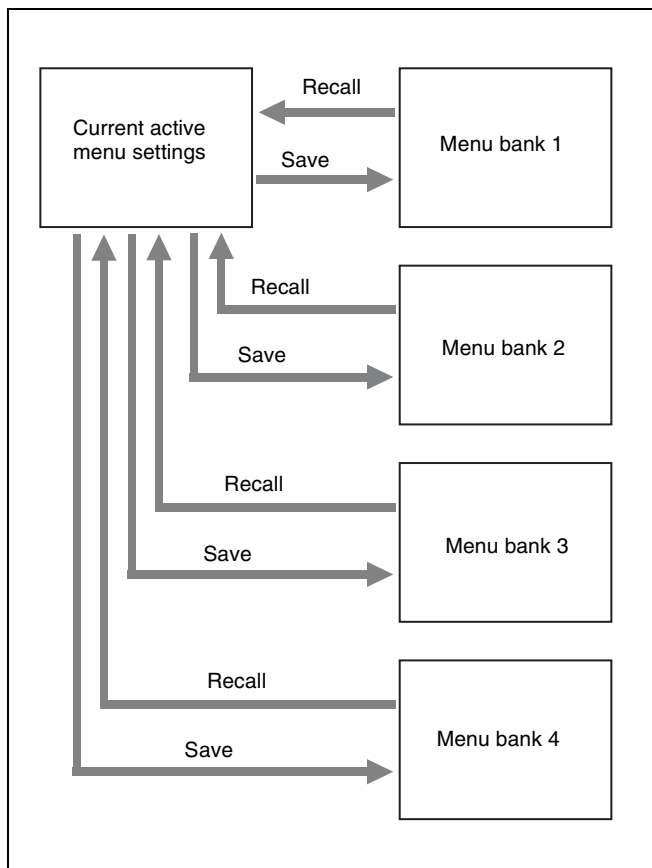 Current active
menu settings
Recall
Save
Menu bank 1
Recall
Save
Menu bank 2
Recall
Save
Menu bank 3
Recall
Save
Menu bank 4